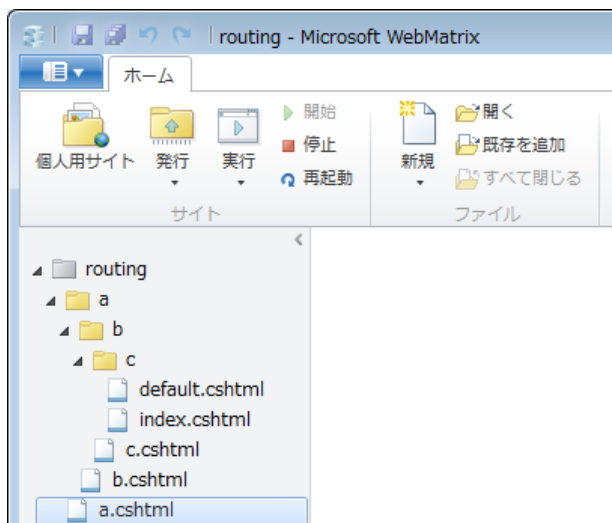 routing - Microsoft WebMatrix
ホーム
個人用サイト
発行
実行
開始
停止
再起動
サイト
新規
開く
既存を追加
すべて閉じる
ファイル
routing
a
b
c
default.cshtml
index.cshtml
c.cshtml
b.cshtml
a.cshtml